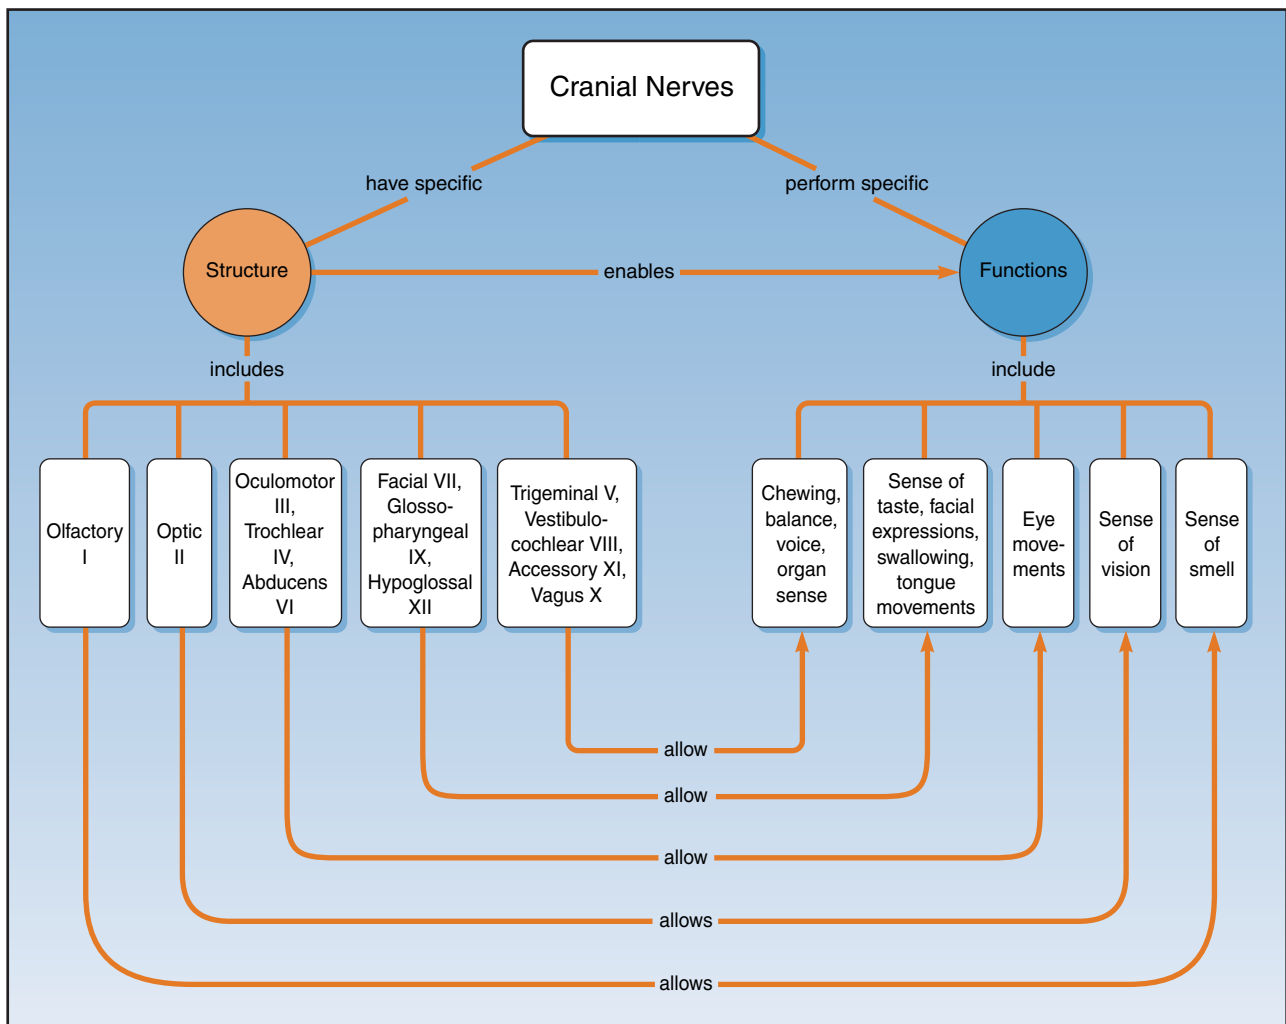 Cranial Nerves
have specific
perform specific
Structure
enables
Functions
includes
include
Olfactory
I
Optic
II
Oculomotor
III,
Trochlear
IV,
Abducens
VI
Facial VII,
Glosso-
pharyngeal
IX,
Hypoglossal
XII
Trigeminal V,
Vestibulo-
cochlear VIII,
Accessory XI,
Vagus X
Chewing,
balance,
voice,
organ
sense
Sense of
taste, facial
expressions,
swallowing,
tongue
movements
Eye
move-
ments
Sense
of
vision
Sense
of
smell
allow
allow
allow
allows
allows